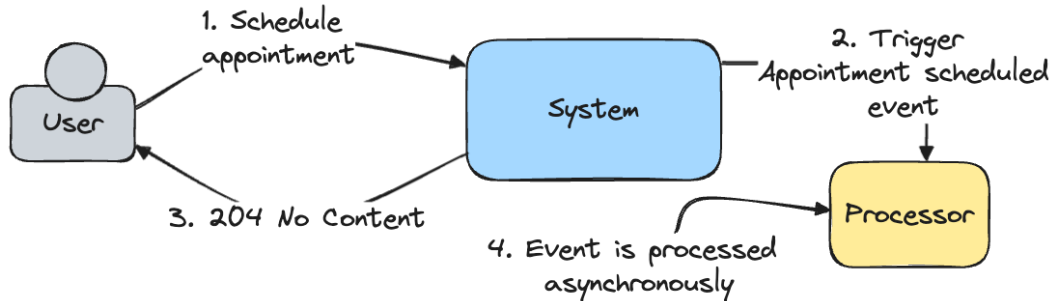 1. Schedule
appointment
User
System
2. Trigger
Appointment scheduled
event
3. 204 No Content
Processor
4. Event is processed
asynchronously